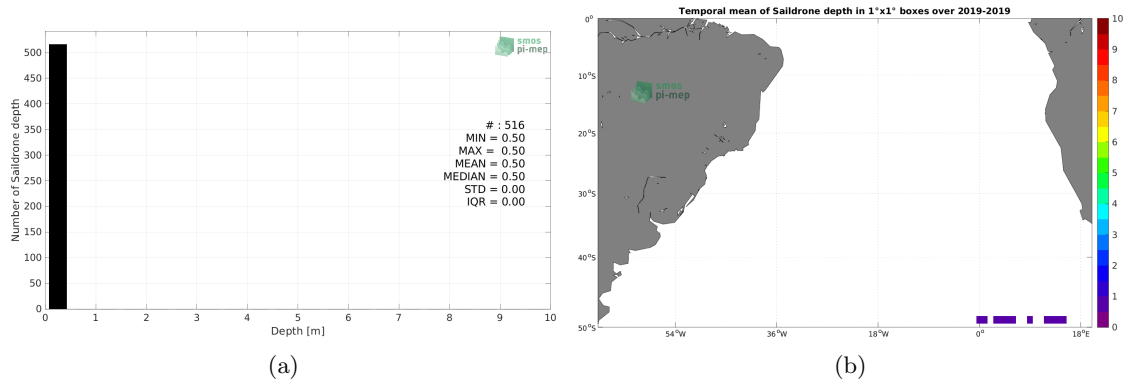 Number of Saildrone depth
500
450
400
350
300
250
200
150
100
50
0
smos
pi-mep
# : 516
MIN = 0.50
MAX = 0.50
MEAN = 0.50
MEDIAN = 0.50
STD = 0.00
IQR = 0.00
0 1 2 3 4 5 6 7 8 9 10
Depth [m]
(a)
Temporal mean of Saildrone depth in 1°x1° boxes over 2019-2019
0°
10°S
20°S
30°S
40°S
50°S
smos
pi-mep
54°W 36°W 18°W 0° 18°E
10
9
8
7
6
5
4
3
2
1
0
(b)